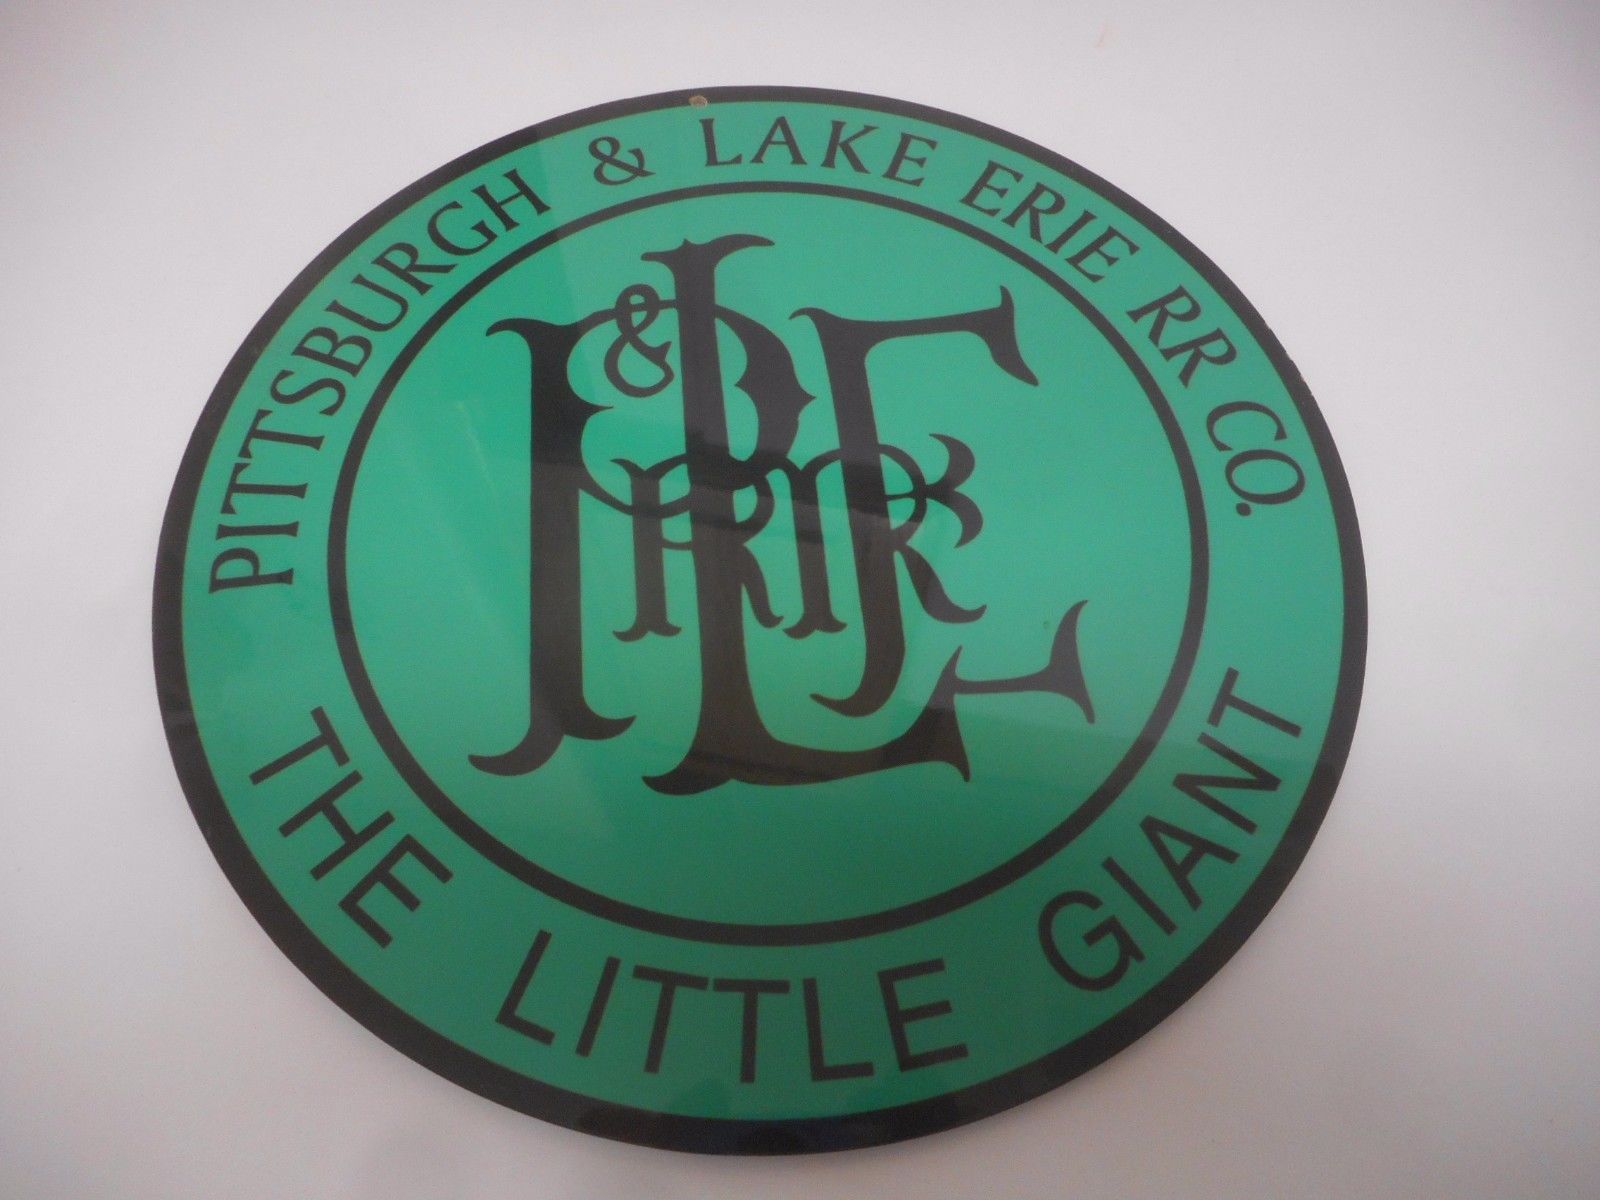 PITTSBURGH & LAKE ERIE RR CO.
P&LE
RR
THE LITTLE GIANT